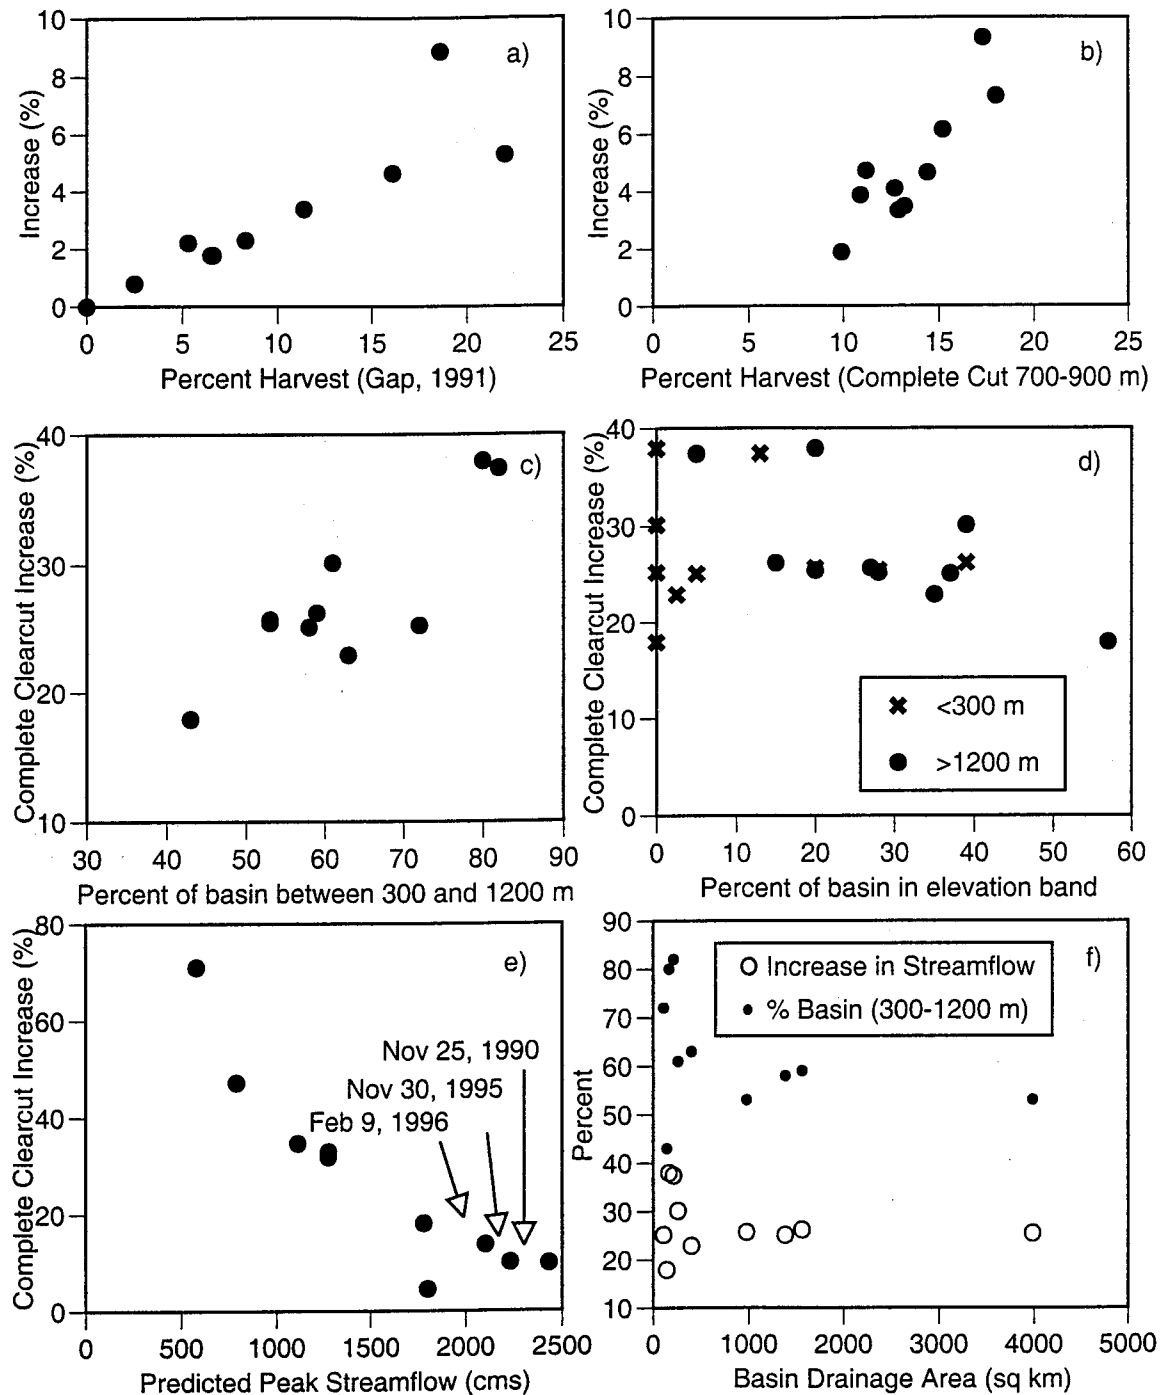 a)
10
8
6
4
2
0
Increase (%)
0 5 10 15 20 25
Percent Harvest (Gap, 1991)
b)
10
8
6
4
2
0
Increase (%)
0 5 10 15 20 25
Percent Harvest (Complete Cut 700-900 m)
c)
40
30
20
10
Complete Clearcut Increase (%)
30 40 50 60 70 80 90
Percent of basin between 300 and 1200 m
d)
40
30
20
10
0
Complete Clearcut Increase (%)
<300 m
>1200 m
0 10 20 30 40 50 60
Percent of basin in elevation band
e)
80
60
40
20
0
Complete Clearcut Increase (%)
Nov 25, 1990
Nov 30, 1995
Feb 9, 1996
0 500 1000 1500 2000 2500
Predicted Peak Streamflow (cms)
f)
90
80
70
60
50
40
30
20
10
Percent
Increase in Streamflow
% Basin (300-1200 m)
0 1000 2000 3000 4000 5000
Basin Drainage Area (sq km)